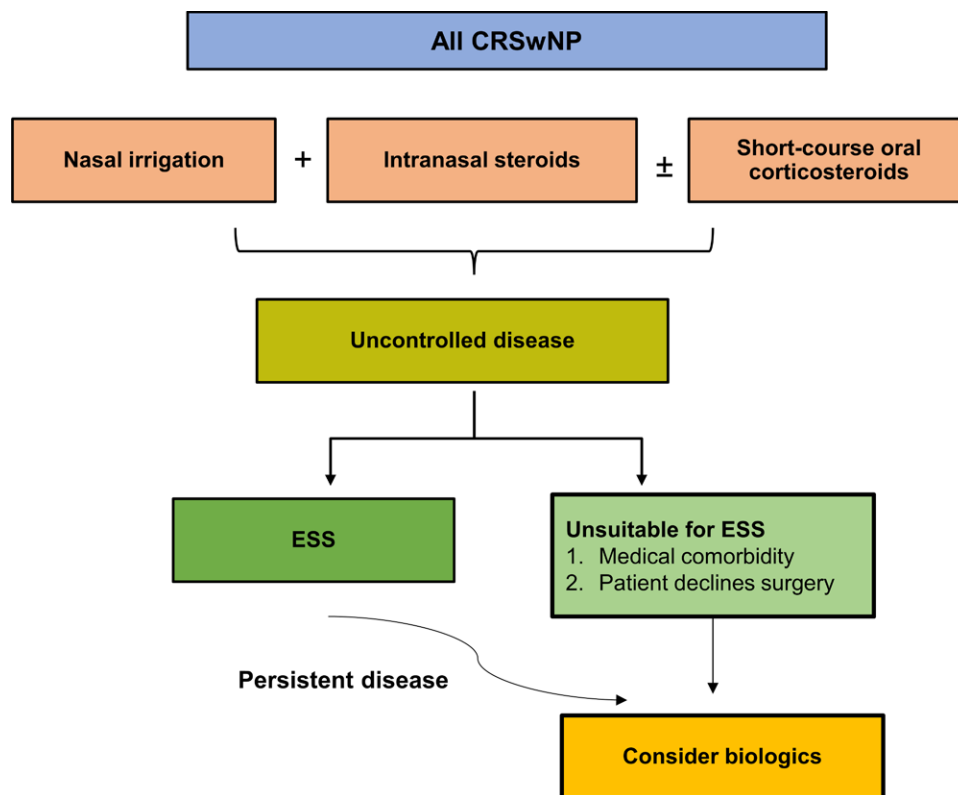 All CRSwNP
Nasal irrigation
+
Intranasal steroids
±
Short-course oral
corticosteroids
Uncontrolled disease
ESS
Unsuitable for ESS
1. Medical comorbidity
2. Patient declines surgery
Persistent disease
Consider biologics